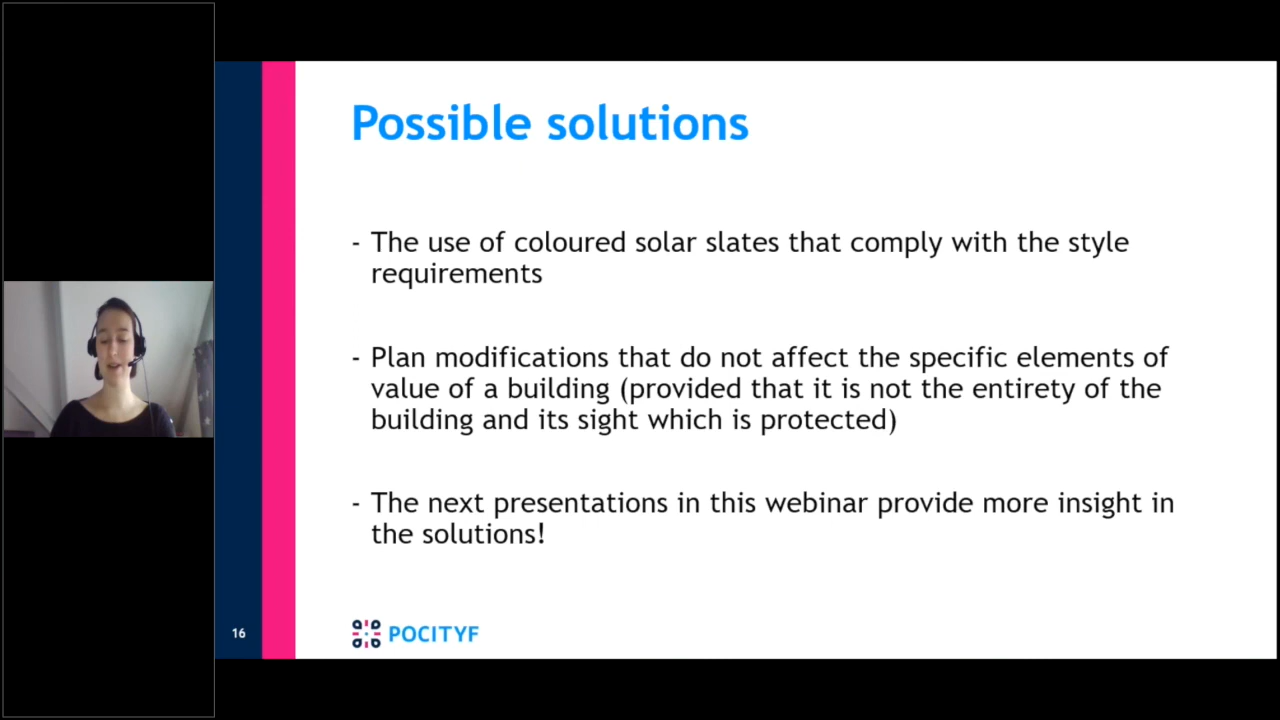 Possible solutions
- The use of coloured solar slates that comply with the style
requirements
- Plan modifications that do not affect the specific elements of
value of a building (provided that it is not the entirety of the
building and its sight which is protected)
- The next presentations in this webinar provide more insight in
the solutions!
16
POCITYF